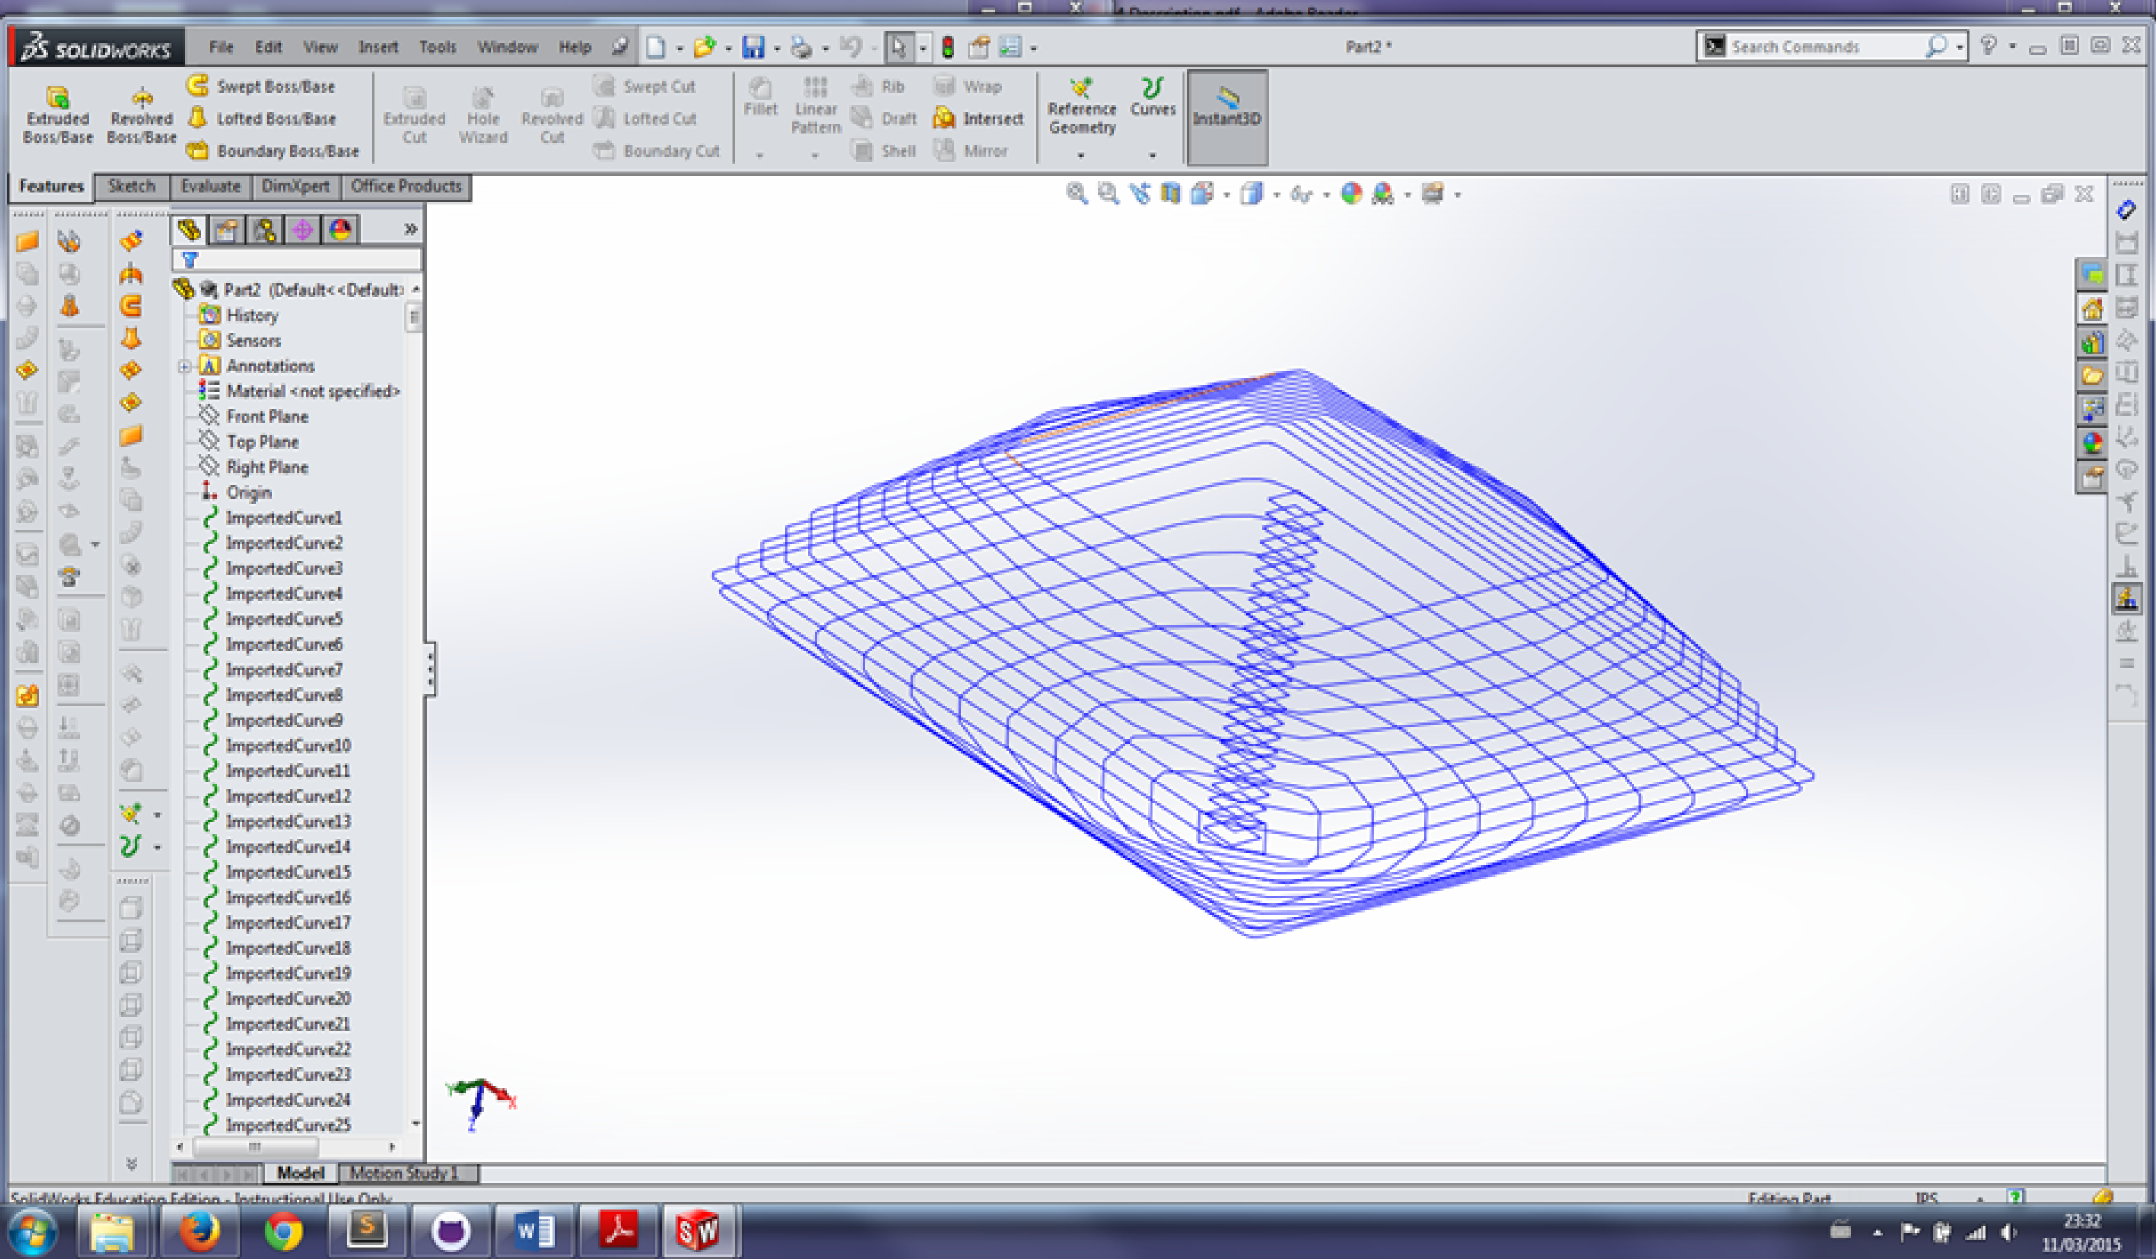 4 Description.pdf - Adobe Reader
SOLIDWORKS File Edit View Insert Tools Window Help Part2 * Search Commands
Extruded Boss/Base
Revolved Boss/Base
Swept Boss/Base
Lofted Boss/Base
Boundary Boss/Base
Extruded Cut
Hole Wizard
Revolved Cut
Swept Cut
Lofted Cut
Boundary Cut
Fillet
Linear Pattern
Rib
Draft
Shell
Wrap
Intersect
Mirror
Reference Geometry
Curves
Instant3D
Features Sketch Evaluate DimXpert Office Products
Part2 (Default<<Default>
History
Sensors
Annotations
Material <not specified>
Front Plane
Top Plane
Right Plane
Origin
ImportedCurve1
ImportedCurve2
ImportedCurve3
ImportedCurve4
ImportedCurve5
ImportedCurve6
ImportedCurve7
ImportedCurve8
ImportedCurve9
ImportedCurve10
ImportedCurve11
ImportedCurve12
ImportedCurve13
ImportedCurve14
ImportedCurve15
ImportedCurve16
ImportedCurve17
ImportedCurve18
ImportedCurve19
ImportedCurve20
ImportedCurve21
ImportedCurve22
ImportedCurve23
ImportedCurve24
ImportedCurve25
Y X
Z
Model Motion Study 1
SolidWorks Education Edition - Instructional Use Only Editing Part IPS
23:32
11/03/2015